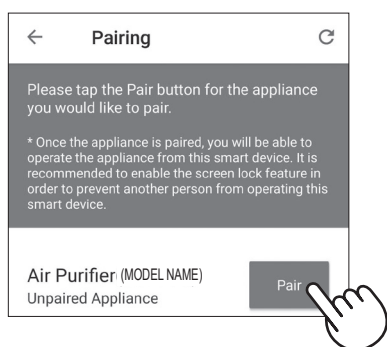 Pairing
Please tap the Pair button for the appliance
you would like to pair.
* Once the appliance is paired, you will be able to
operate the appliance from this smart device. It is
recommended to enable the screen lock feature in
order to prevent another person from operating this
smart device.
Air Purifier (MODEL NAME)
Pair
Unpaired Appliance